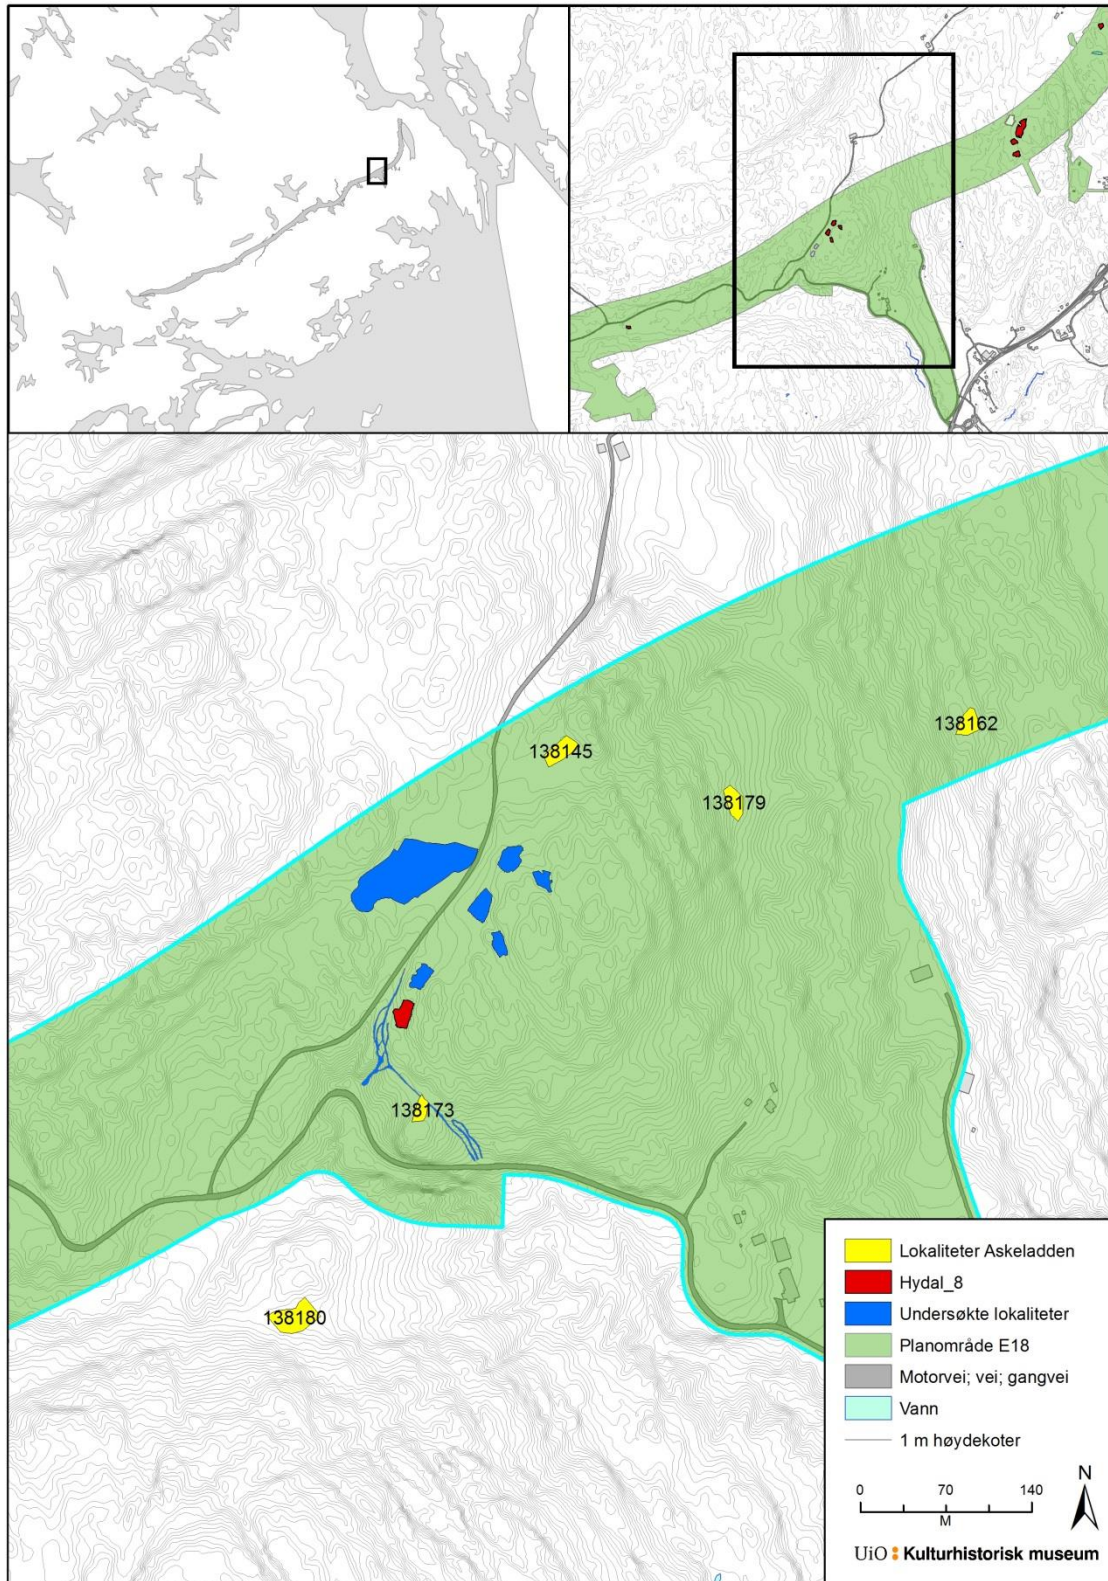 138162
138145
138179
138173
138180
Lokaliteter Askeladden
Hydal_8
Undersøkte lokaliteter
Planområde E18
Motorvei; vei; gangvei
Vann
1 m høydekoter
N
0 70 140
M
UiO Kulturhistorisk museum